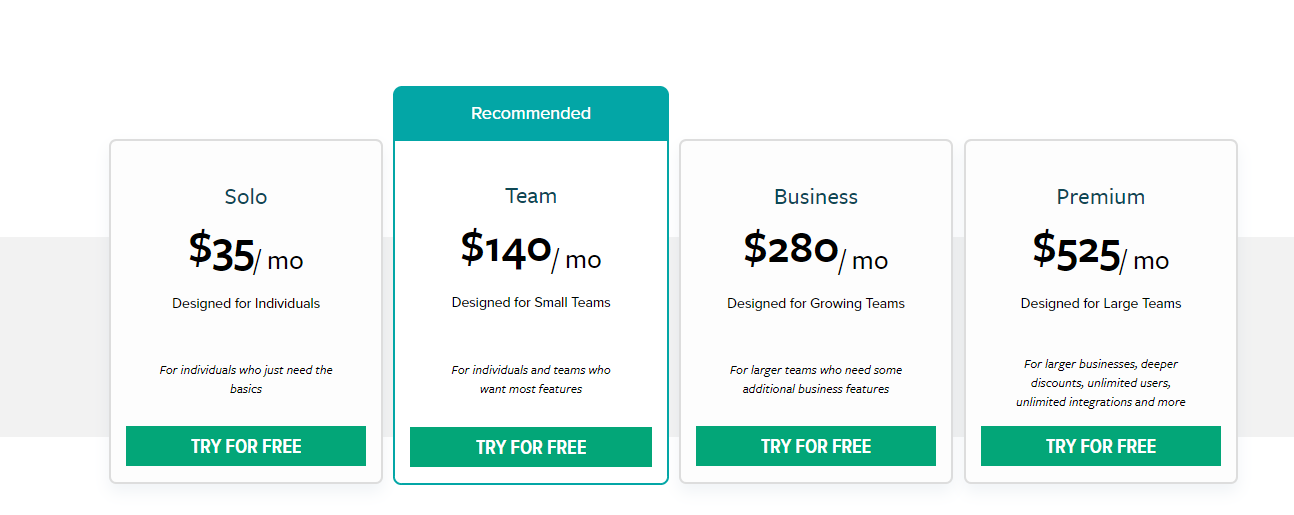 Recommended
Solo
$35/ mo
Designed for Individuals
For individuals who just need the
basics
TRY FOR FREE
Team
$140/ mo
Designed for Small Teams
For individuals and teams who
want most features
TRY FOR FREE
Business
$280/ mo
Designed for Growing Teams
For larger teams who need some
additional business features
TRY FOR FREE
Premium
$525/ mo
Designed for Large Teams
For larger businesses, deeper
discounts, unlimited users,
unlimited integrations and more
TRY FOR FREE